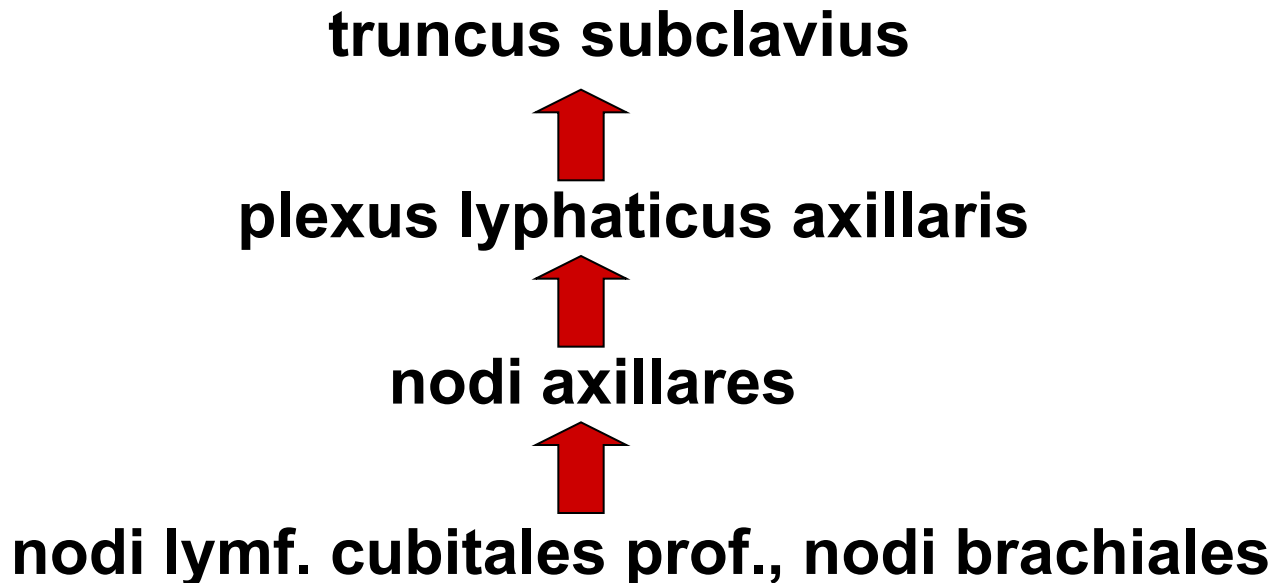 truncus subclavius
plexus lyphaticus axillaris
nodi axillares
nodi lymf. cubitales prof., nodi brachiales